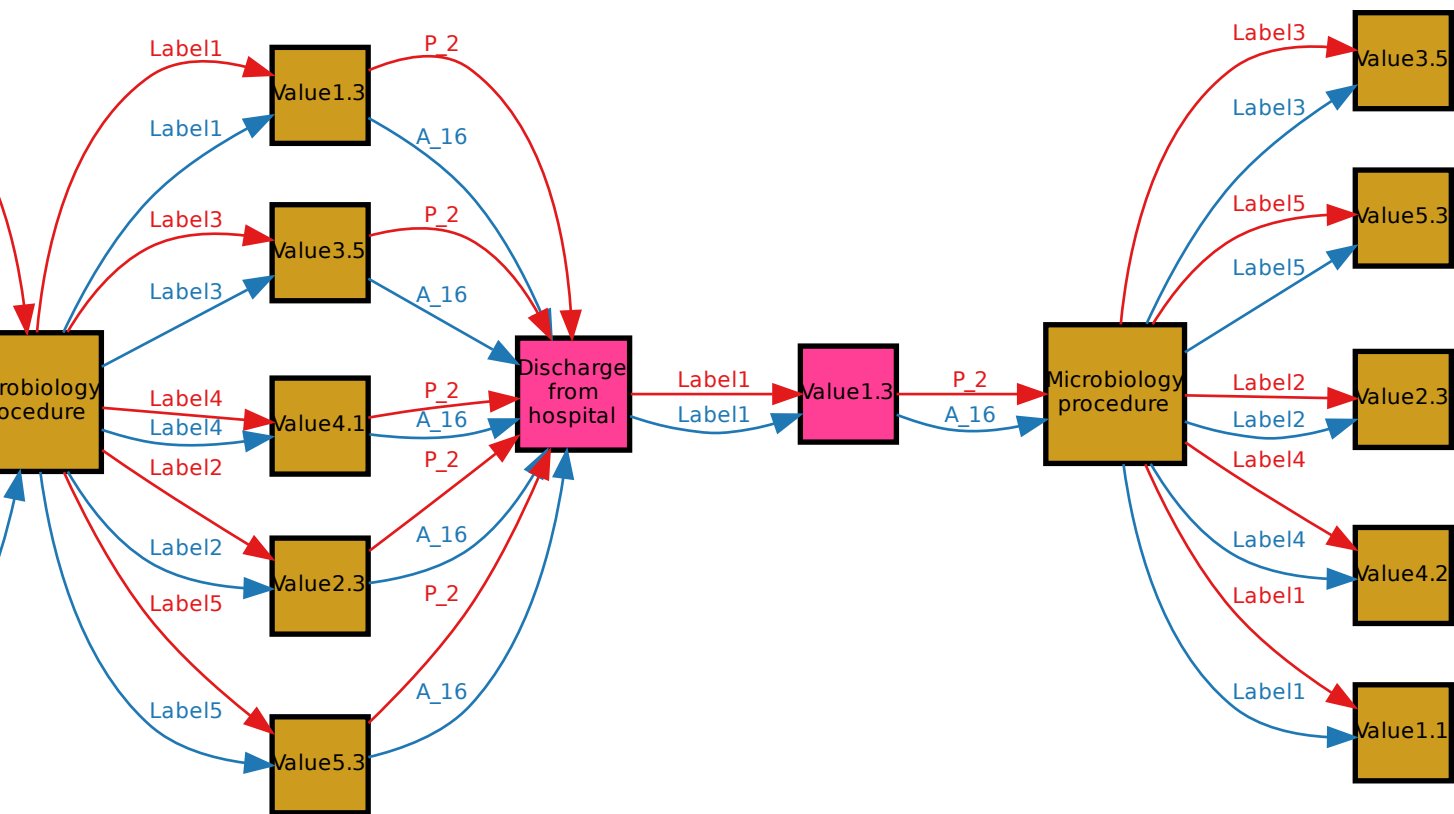 Label1
P_2
Value1.3
Label1
A_16
Label3
P_2
Value3.5
Label3
A_16
Label4
P_2
Value4.1
Label4
A_16
Label2
P_2
Value2.3
Label2
A_16
Label5
P_2
Value5.3
Label5
A_16
robiology
ocedure
Discharge
from
hospital
Label1
Label1
Value1.3
P_2
A_16
Microbiology
procedure
Label3
Value3.5
Label3
Label5
Value5.3
Label5
Label2
Value2.3
Label2
Label4
Value4.2
Label4
Label1
Value1.1
Label1